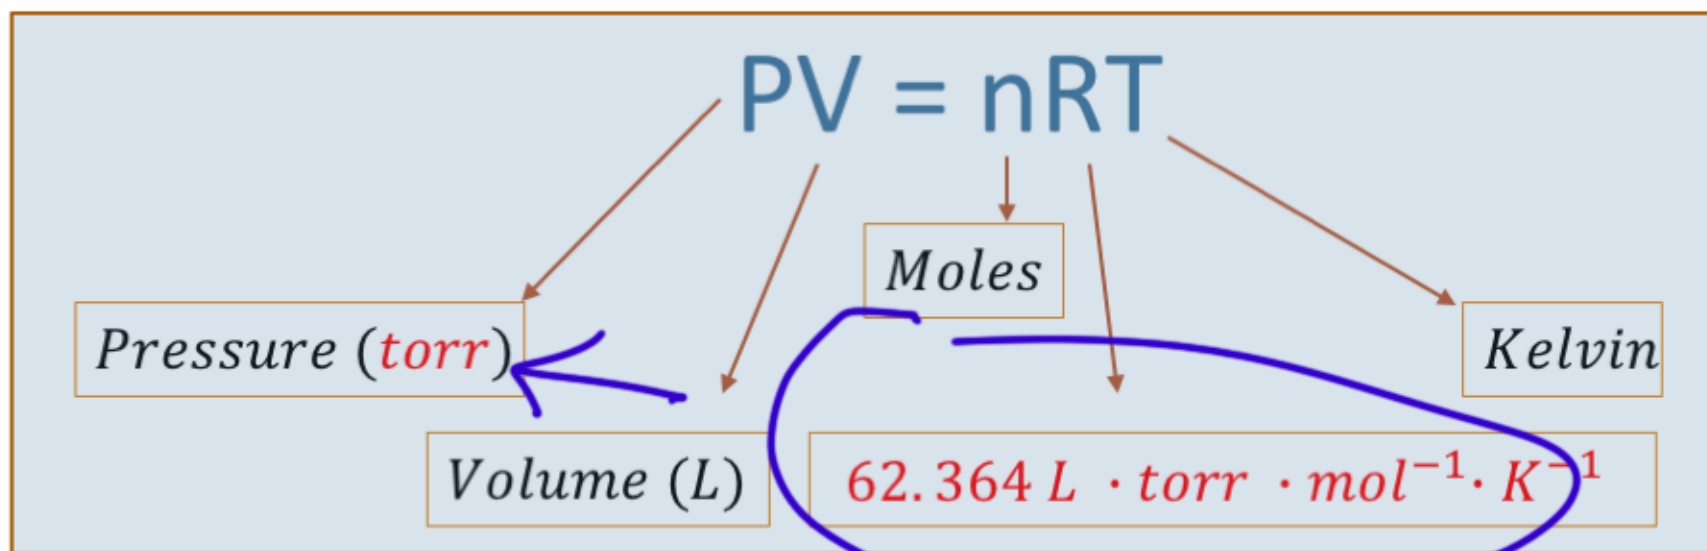 PV = nRT
Moles
Pressure (torr)
Kelvin
Volume (L)
62.364 L · torr · mol⁻¹· K⁻¹